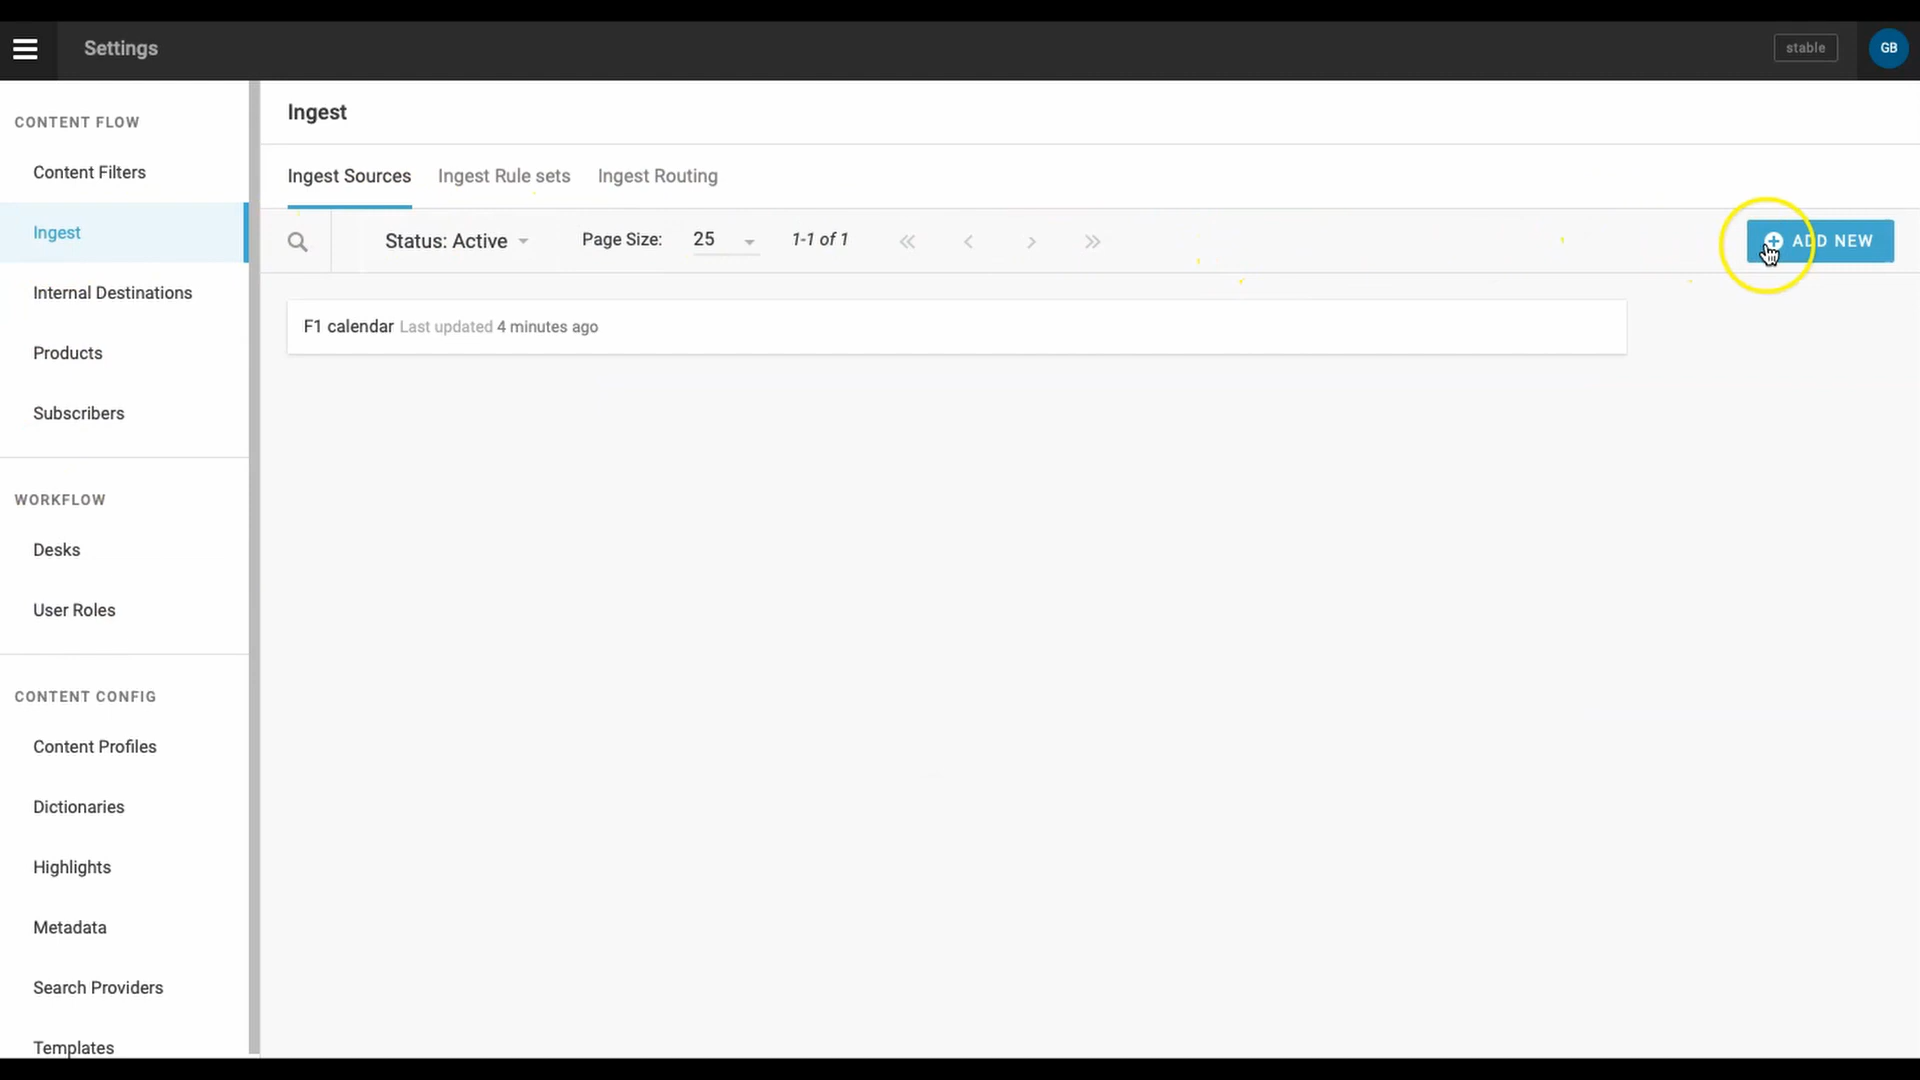 Settings
stable
GB
CONTENT FLOW
Content Filters
Ingest
Internal Destinations
Products
Subscribers
WORKFLOW
Desks
User Roles
CONTENT CONFIG
Content Profiles
Dictionaries
Highlights
Metadata
Search Providers
Templates
Ingest
Ingest Sources Ingest Rule sets Ingest Routing
Status: Active Page Size: 25 1-1 of 1
ADD NEW
F1 calendar Last updated 4 minutes ago